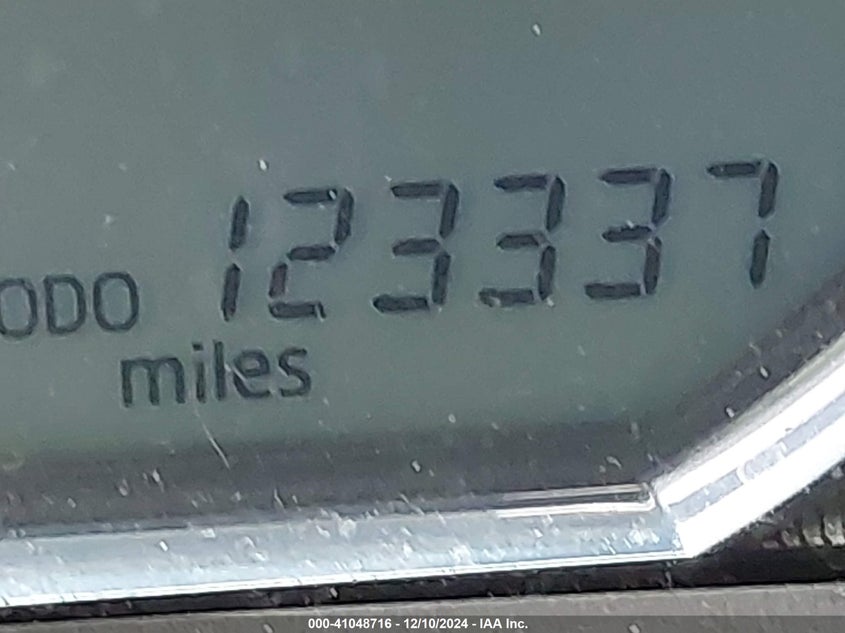 ODO 123337
miles
000-41048716 - 12/10/2024 - IAA Inc.